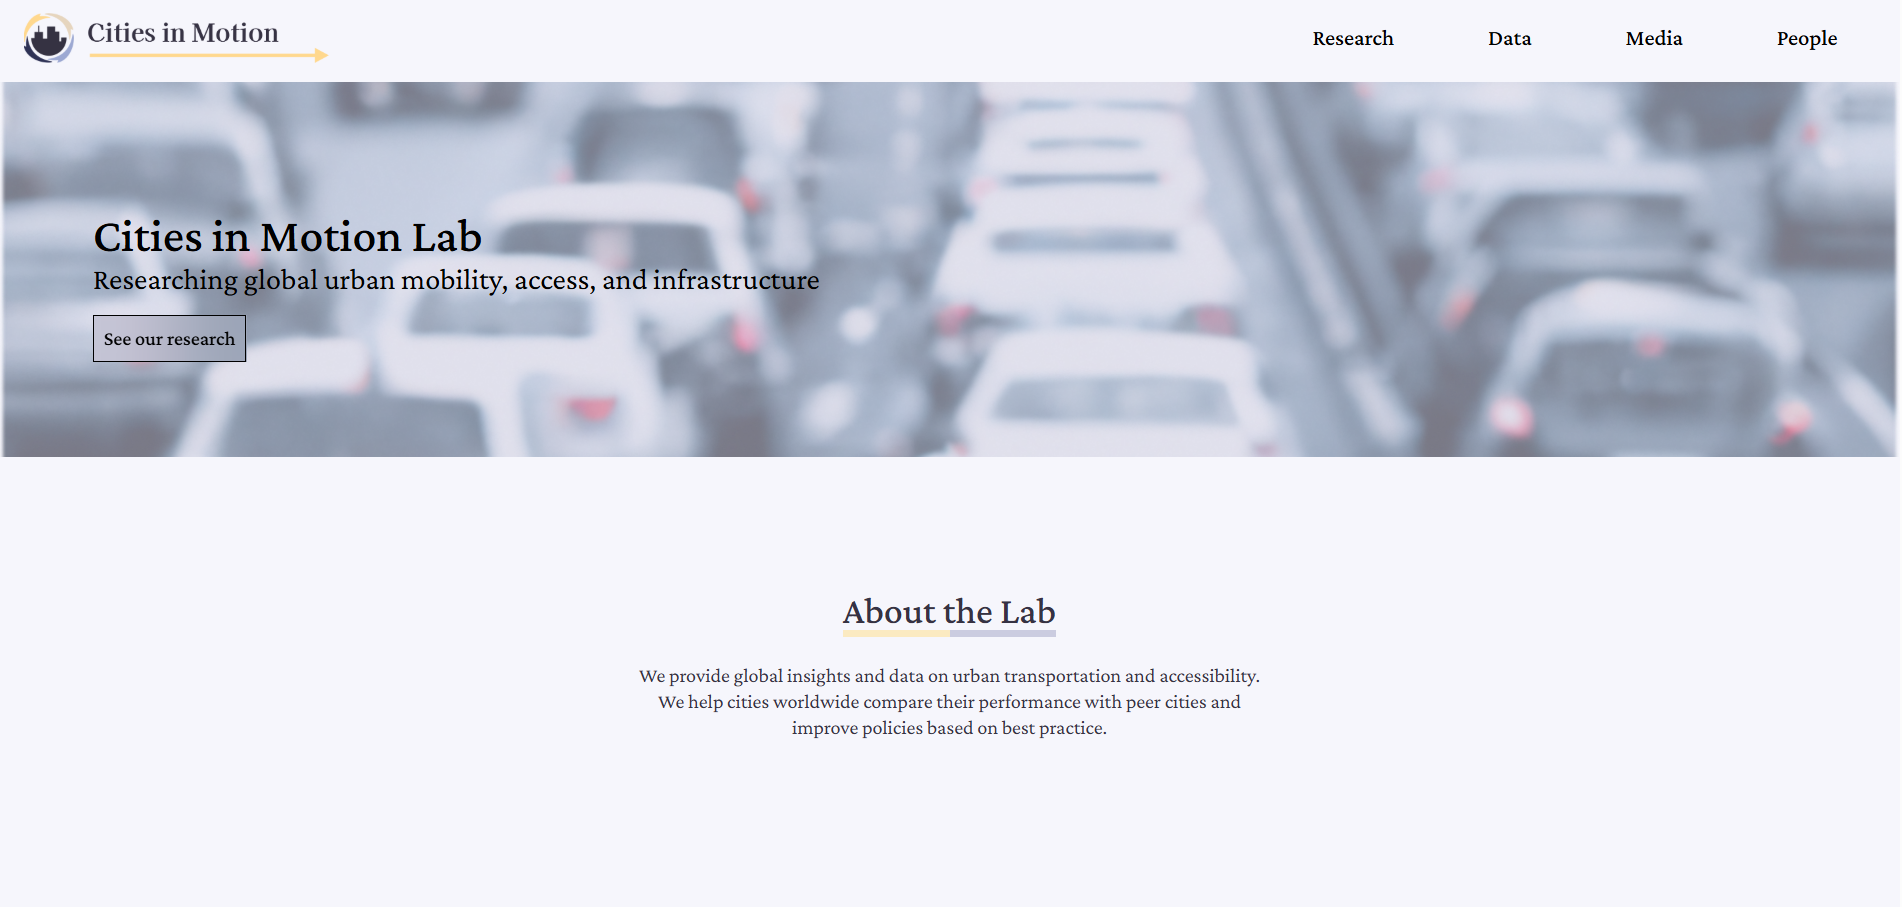 Cities in Motion
Research
Data
Media
People
Cities in Motion Lab
Researching global urban mobility, access, and infrastructure
See our research
About the Lab
We provide global insights and data on urban transportation and accessibility.
We help cities worldwide compare their performance with peer cities and
improve policies based on best practice.